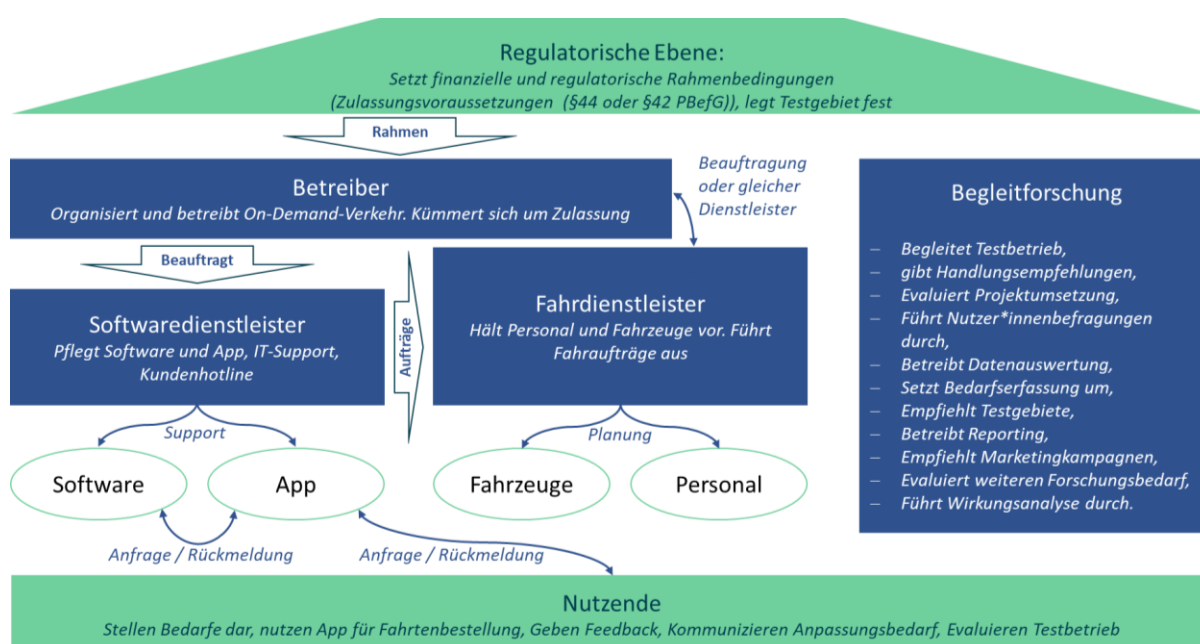 Regulatorische Ebene:
Setzt finanzielle und regulatorische Rahmenbedingungen
(Zulassungsvoraussetzungen (§44 oder §42 PBefG)), legt Testgebiet fest
Rahmen
Betreiber
Organisiert und betreibt On-Demand-Verkehr. Kümmert sich um Zulassung
Beauftragung
oder gleicher
Dienstleister
Beauftragt
Softwaredienstleister
Pflegt Software und App, IT-Support,
Kundenhotline
Aufträge
Fahrdienstleister
Hält Personal und Fahrzeuge vor. Führt
Fahraufträge aus
Support
Planung
Software
App
Fahrzeuge
Personal
Anfrage / Rückmeldung
Anfrage / Rückmeldung
Begleitforschung
– Begleitet Testbetrieb,
– gibt Handlungsempfehlungen,
– Evaluiert Projektumsetzung,
– Führt Nutzer*innenbefragungen
durch,
– Betreibt Datenauswertung,
– Setzt Bedarfserfassung um,
– Empfiehlt Testgebiete,
– Betreibt Reporting,
– Empfiehlt Marketingkampagnen,
– Evaluiert weiteren Forschungsbedarf,
– Führt Wirkungsanalyse durch.
Nutzende
Stellen Bedarfe dar, nutzen App für Fahrtenbestellung, Geben Feedback, Kommunizieren Anpassungsbedarf, Evaluieren Testbetrieb